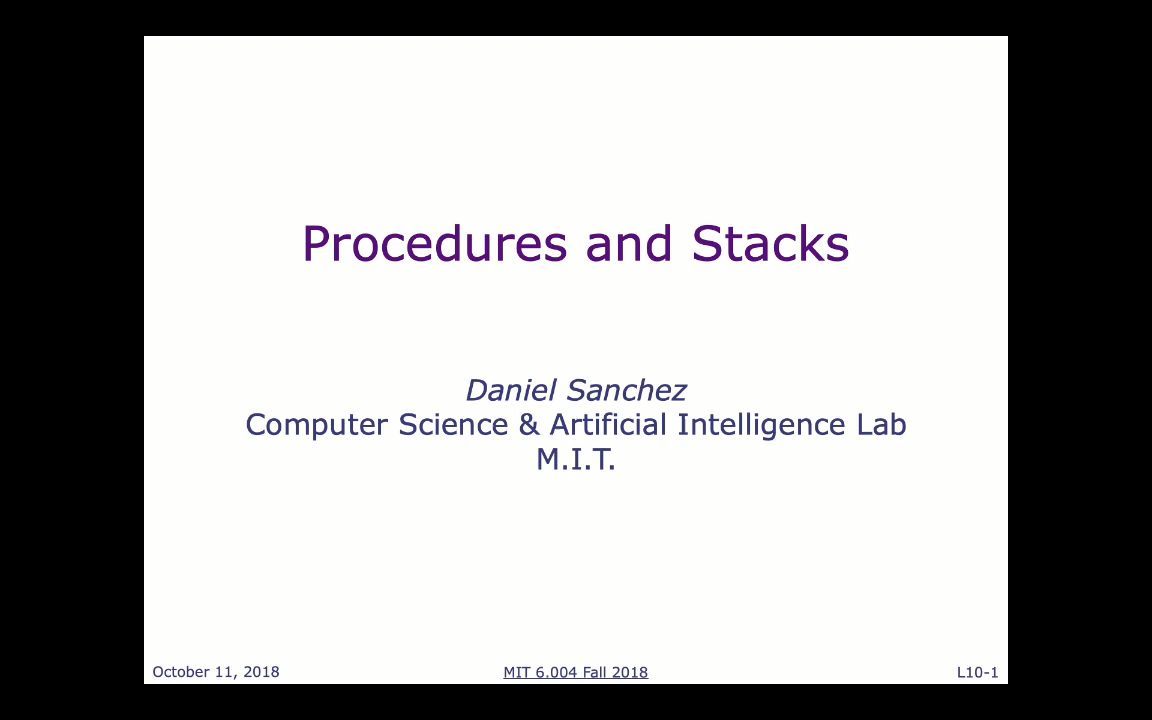 Procedures and Stacks
Daniel Sanchez
Computer Science & Artificial Intelligence Lab
M.I.T.
October 11, 2018
MIT 6.004 Fall 2018
L10-1